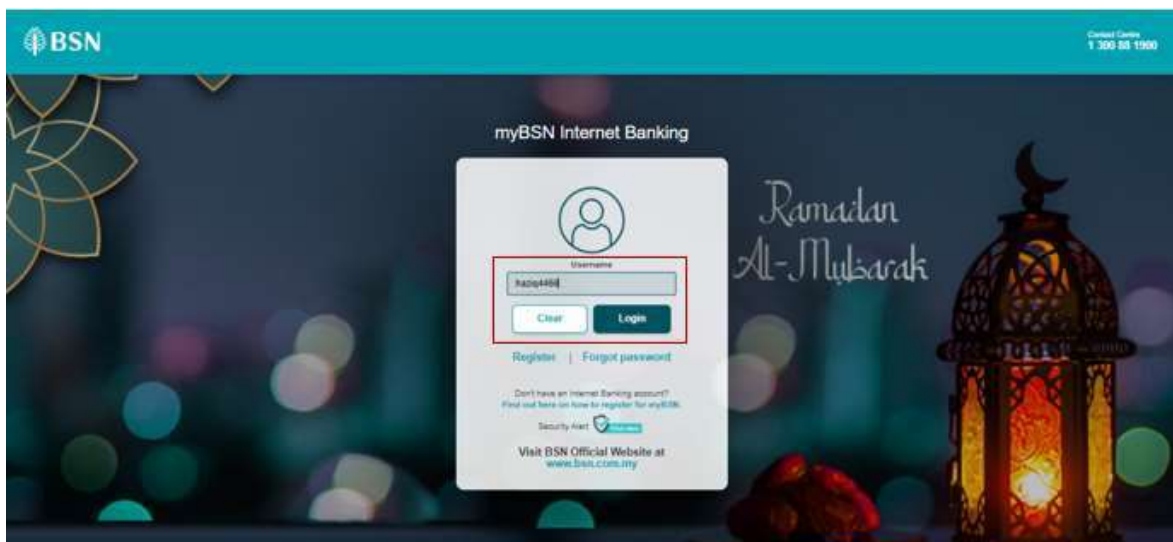 BSN
Contact Centre
1 300 88 1900
myBSN Internet Banking
Ramadan
Al-Mubarak
Username
haziq4466
Clear
Login
Register | Forgot password
Don't have an Internet Banking account?
Find out here on how to register for myBSN.
Security Alert
Visit BSN Official Website at
www.bsn.com.my